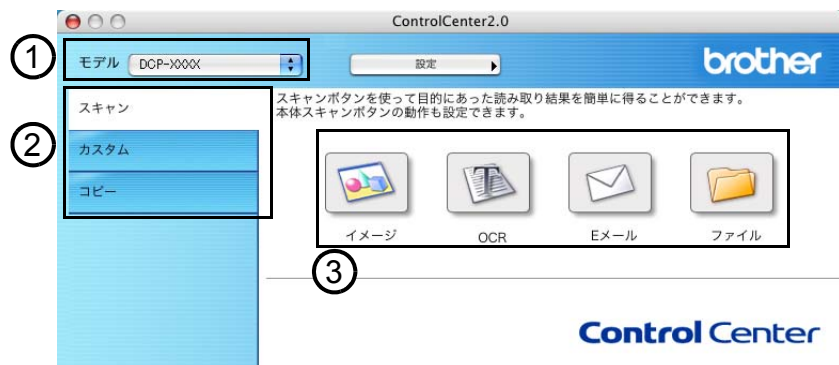 ControlCenter2.0
① モデル DCP-XXXX 設定 brother
スキャン
スキャンボタンを使って目的にあった読み取り結果を簡単に得ることができます。
本体スキャンボタンの動作も設定できます。
② カスタム
コピー
イメージ OCR Eメール ファイル
③
Control Center